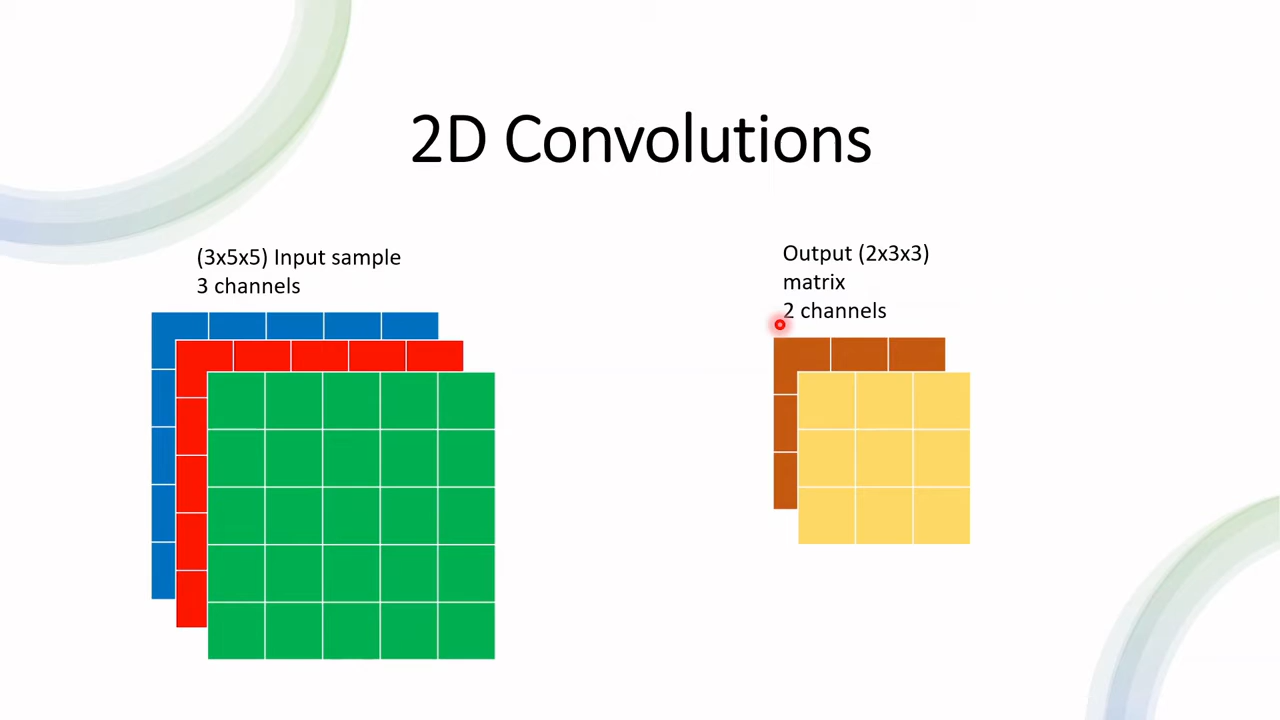 2D Convolutions
(3x5x5) Input sample
3 channels
Output (2x3x3)
matrix
2 channels